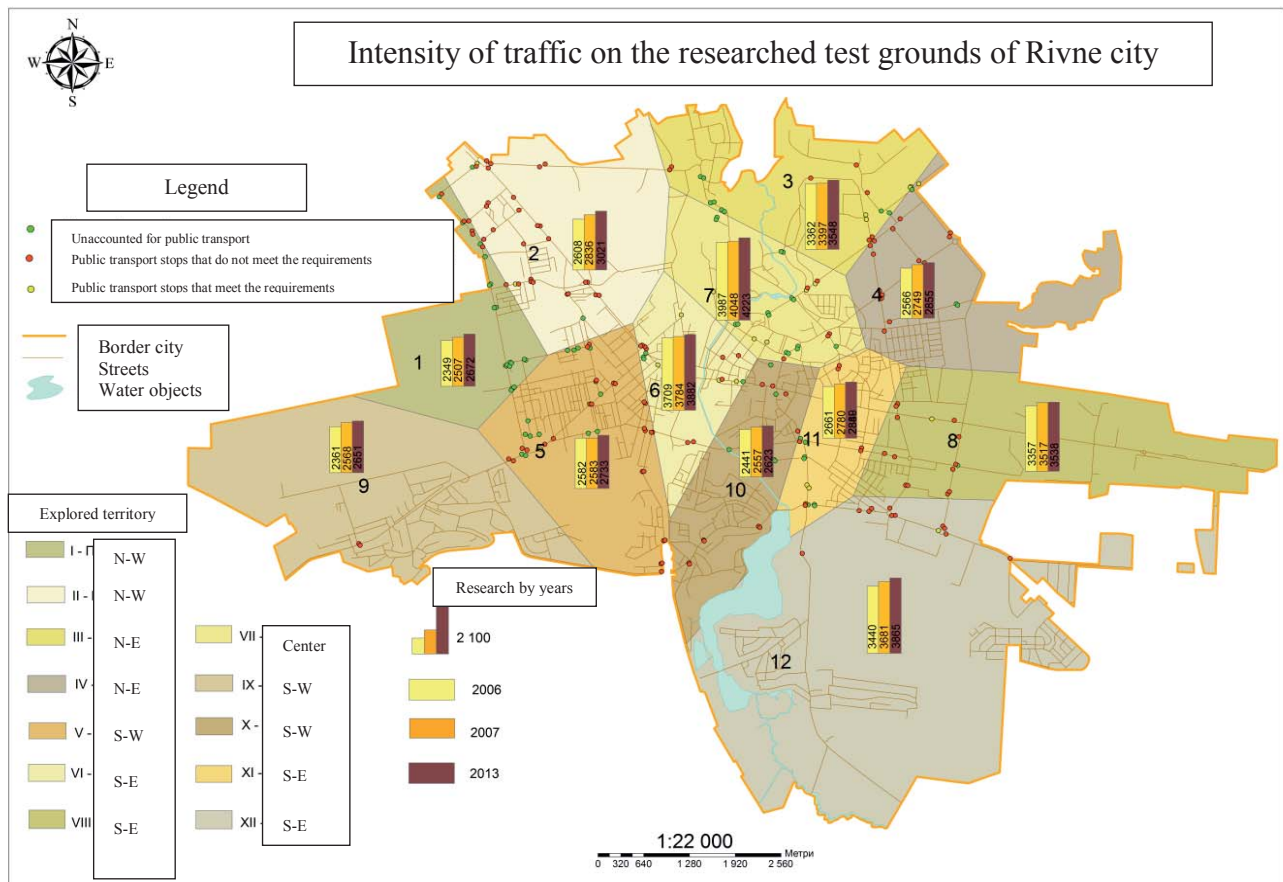 N
W E
S
Intensity of traffic on the researched test grounds of Rivne city
Legend
Unaccounted for public transport
Public transport stops that do not meet the requirements
Public transport stops that meet the requirements
Border city
Streets
Water objects
1
2349 2507 2672
2
2608 2836 3021
3
3362 3397 3548
4
2566 2749 2855
5
2582 2583 2733
6
3709 3784 3882
7
3987 4048 4223
8
3357 3517 3538
9
2361 2568 2651
10
2441 2557 2623
11
2661 2780
12
3440 3681 3865
Explored territory
I - П N-W
II - N-W
III - N-E
IV - N-E
V - S-W
VI - S-E
VIII S-E
VII - Center
IX - S-W
X - S-W
XI - S-E
XII - S-E
Research by years
2 100
2006
2007
2013
1:22 000
Метри
0 320 640 1 280 1 920 2 560